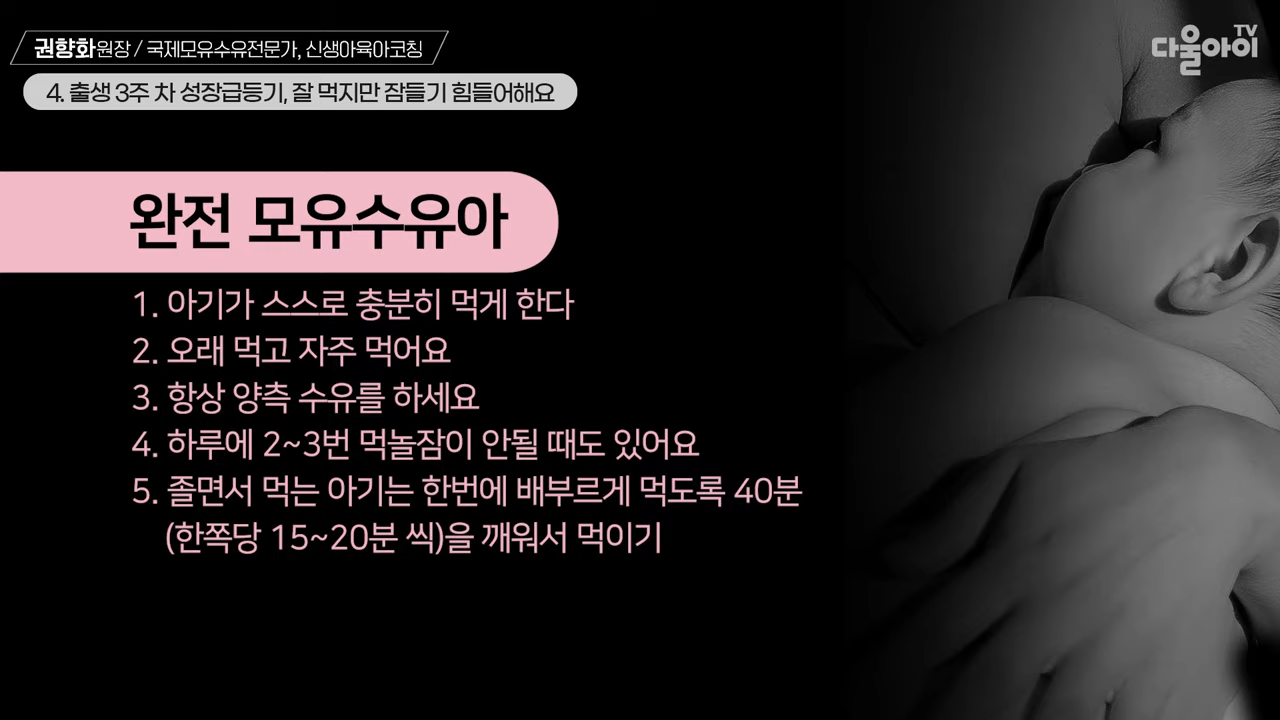 권향화원장 / 국제모유수유전문가, 신생아육아코칭
다울아이 TV
4. 출생 3주 차 성장급등기, 잘 먹지만 잠들기 힘들어해요
완전 모유수유아
1. 아기가 스스로 충분히 먹게 한다
2. 오래 먹고 자주 먹어요
3. 항상 양측 수유를 하세요
4. 하루에 2~3번 먹놀잠이 안될 때도 있어요
5. 졸면서 먹는 아기는 한번에 배부르게 먹도록 40분
(한쪽당 15~20분 씩)을 깨워서 먹이기